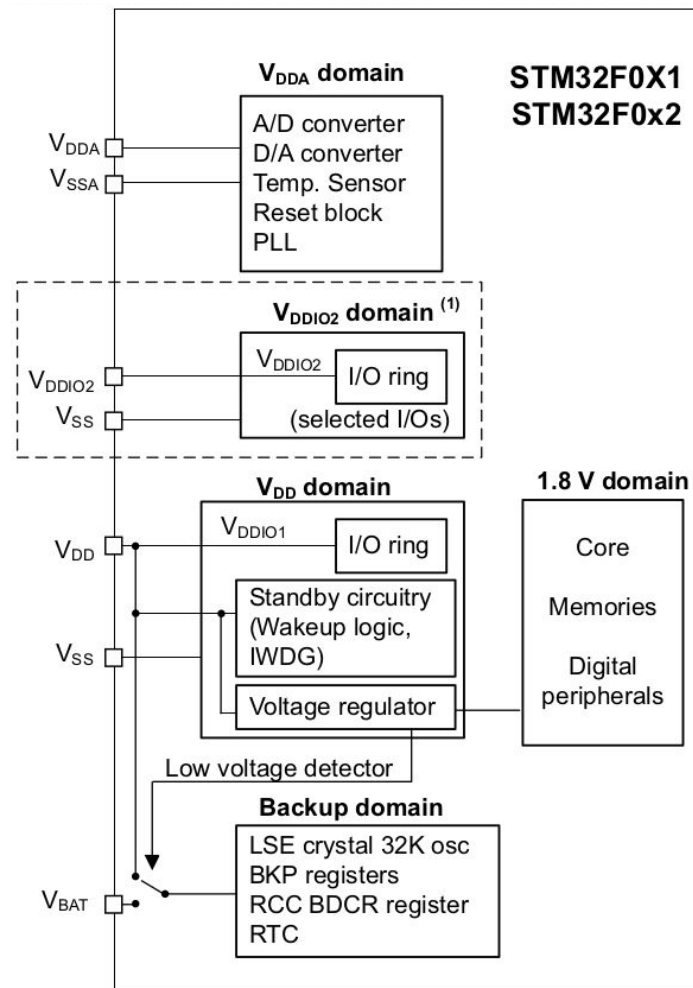 STM32F0X1
STM32F0x2
VDDA domain
VDDA
VSSA
A/D converter
D/A converter
Temp. Sensor
Reset block
PLL
VDDIO2 domain (1)
VDDIO2
VSS
VDDIO2
I/O ring
(selected I/Os)
VDD domain
VDD
VSS
VDDIO1
I/O ring
Standby circuitry
(Wakeup logic,
IWDG)
Voltage regulator
1.8 V domain
Core
Memories
Digital
peripherals
Low voltage detector
Backup domain
VBAT
LSE crystal 32K osc
BKP registers
RCC BDCR register
RTC